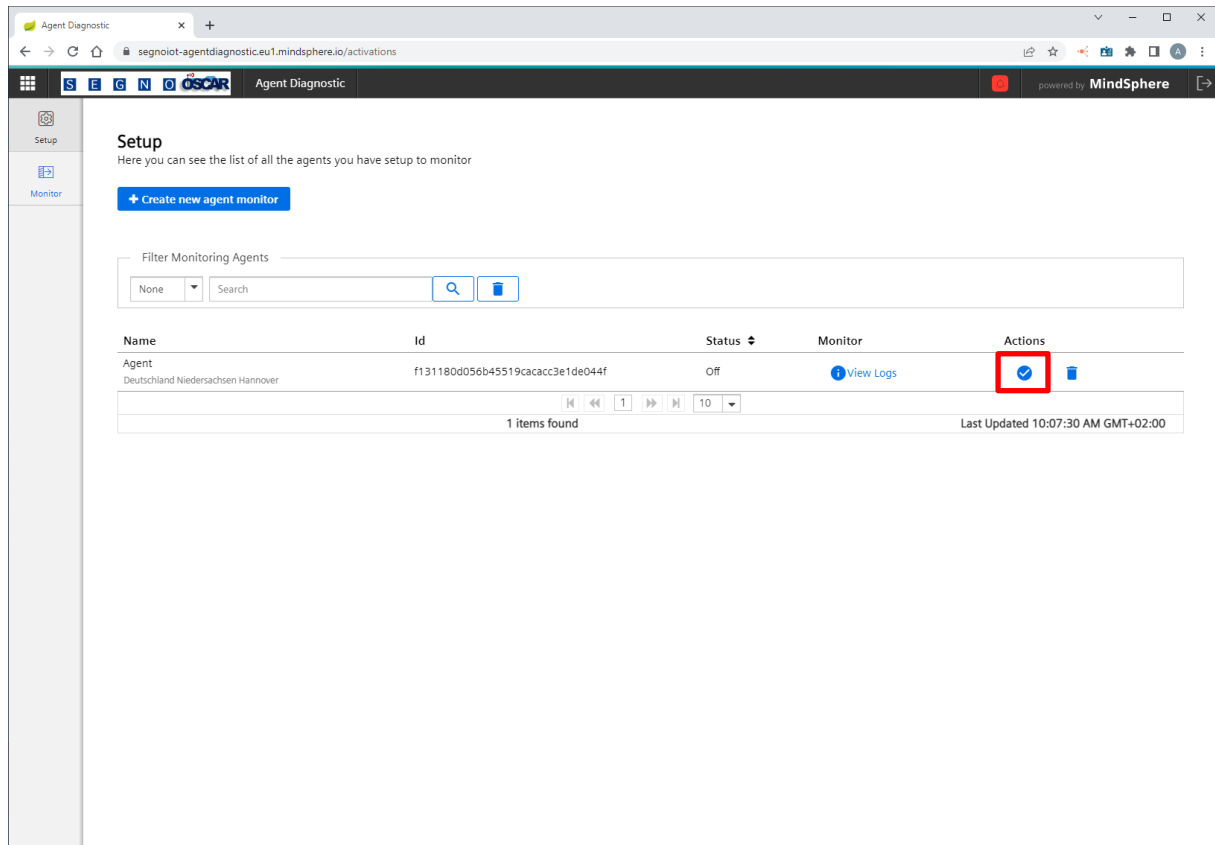 Agent Diagnostic
segnoiot-agentdiagnostic.eu1.mindsphere.io/activations
A
S E G N O OSCAR Agent Diagnostic powered by MindSphere
Setup
Monitor
Setup
Here you can see the list of all the agents you have setup to monitor
+ Create new agent monitor
Filter Monitoring Agents
None Search
Name Id Status Monitor Actions
Agent f131180d056b45519cacacc3e1de044f Off View Logs
Deutschland Niedersachsen Hannover
1 10
1 items found Last Updated 10:07:30 AM GMT+02:00